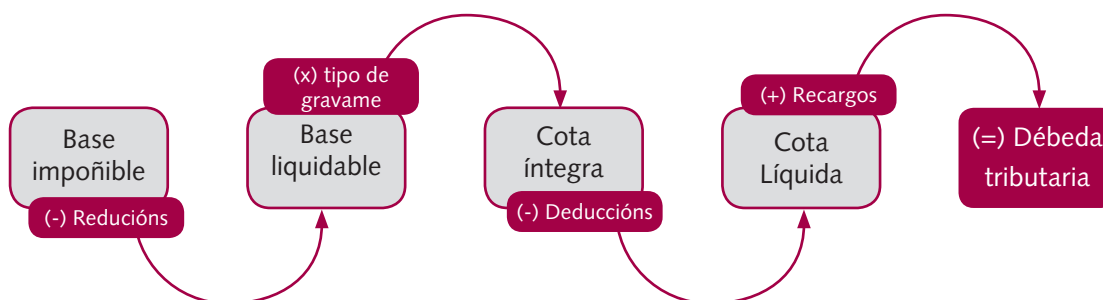 Base
impoñible
(-) Reducións
(x) tipo de
gravame
Base
liquidable
Cota
íntegra
(-) Deduccións
(+) Recargos
Cota
Líquida
(=) Débeda
tributaria